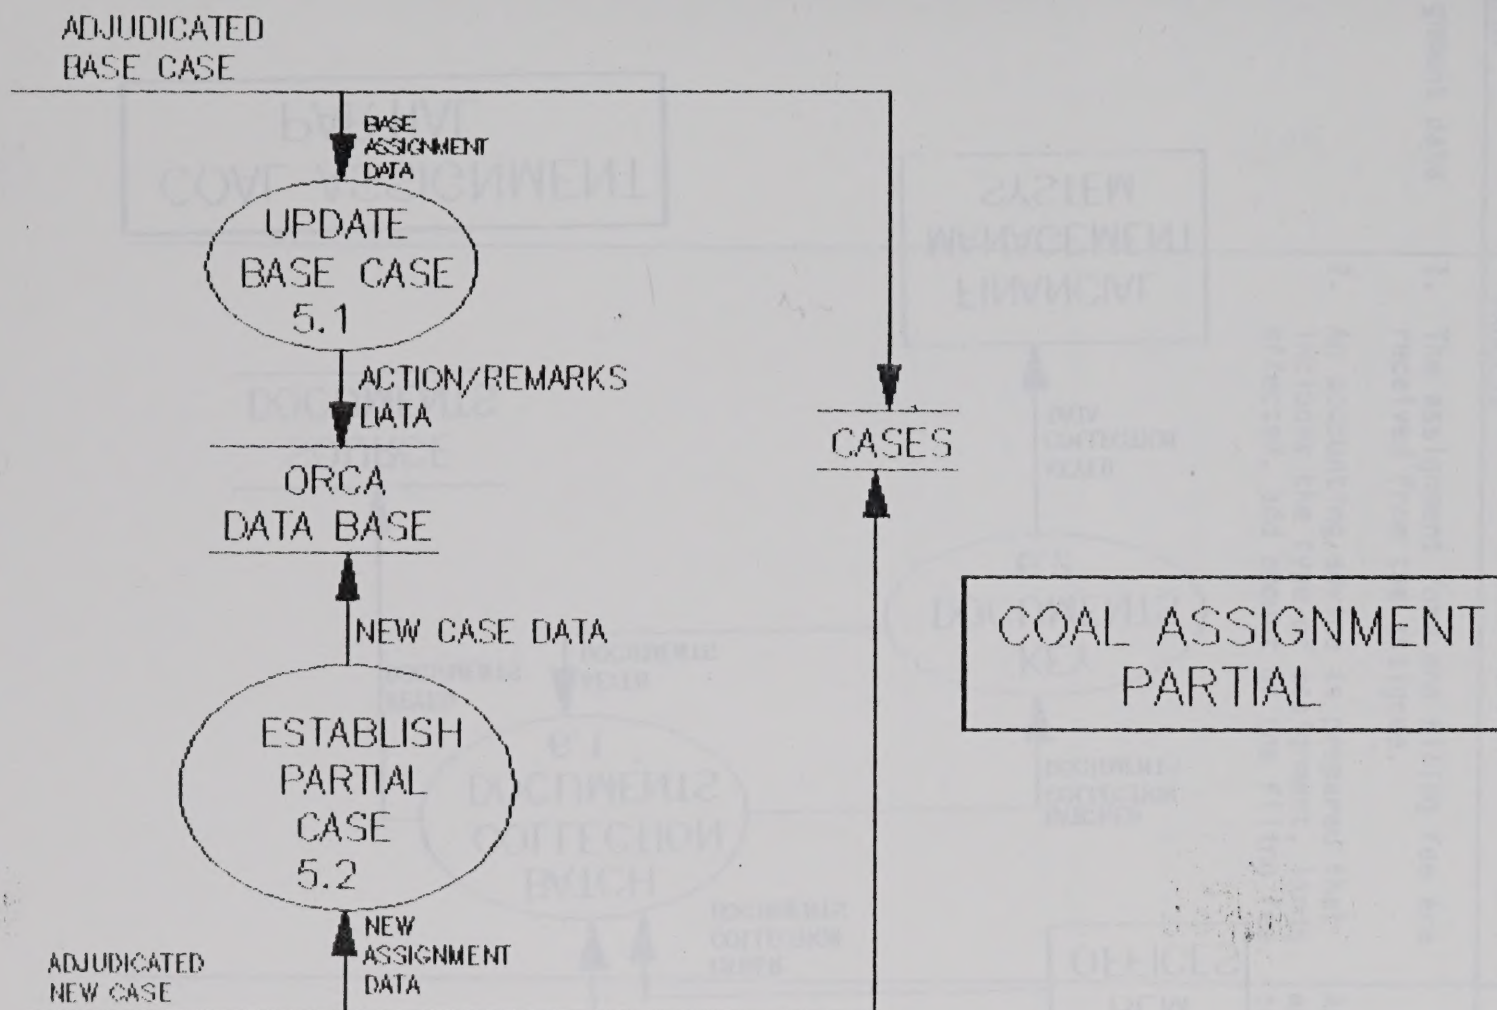 ADJUDICATED
BASE CASE
BASE
ASSIGNMENT
DATA
UPDATE
BASE CASE
5.1
ACTION/REMARKS
DATA
ORCA
DATA BASE
CASES
NEW CASE DATA
COAL ASSIGNMENT
PARTIAL
ESTABLISH
PARTIAL
CASE
5.2
NEW
ASSIGNMENT
DATA
ADJUDICATED
NEW CASE